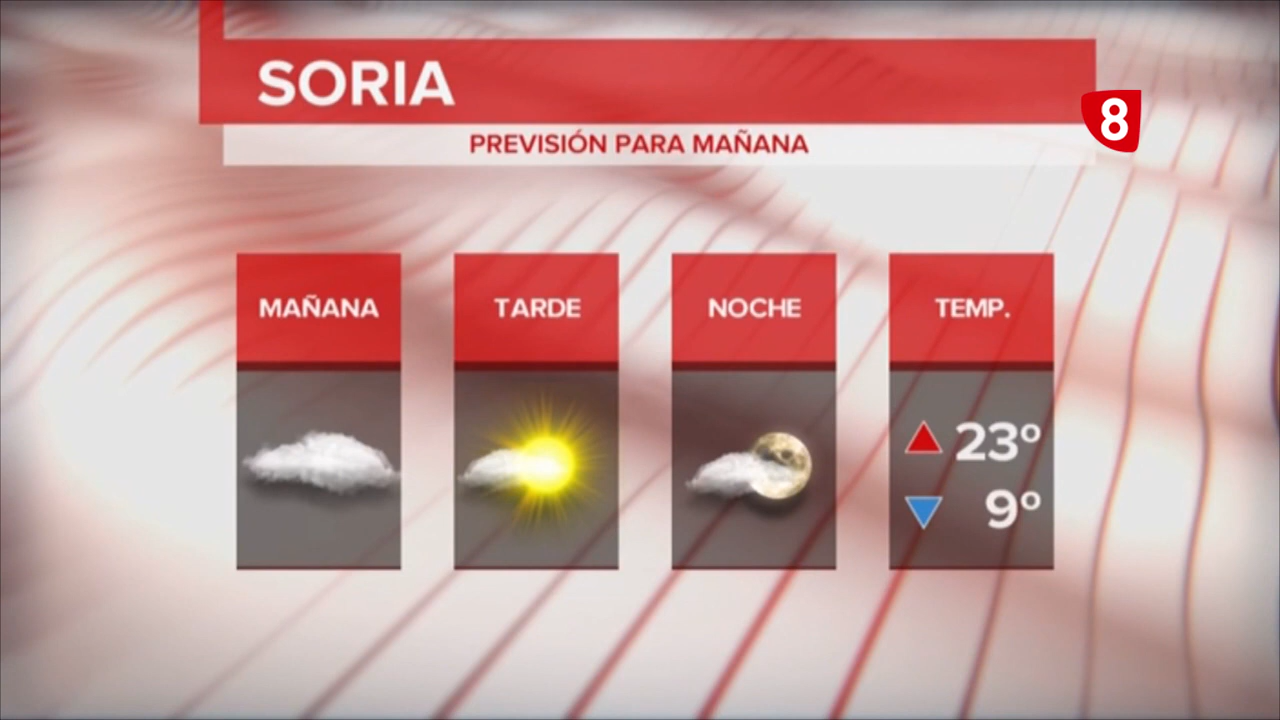 SORIA
8
PREVISIÓN PARA MAÑANA
MAÑANA
TARDE
NOCHE
TEMP.
23º
9º